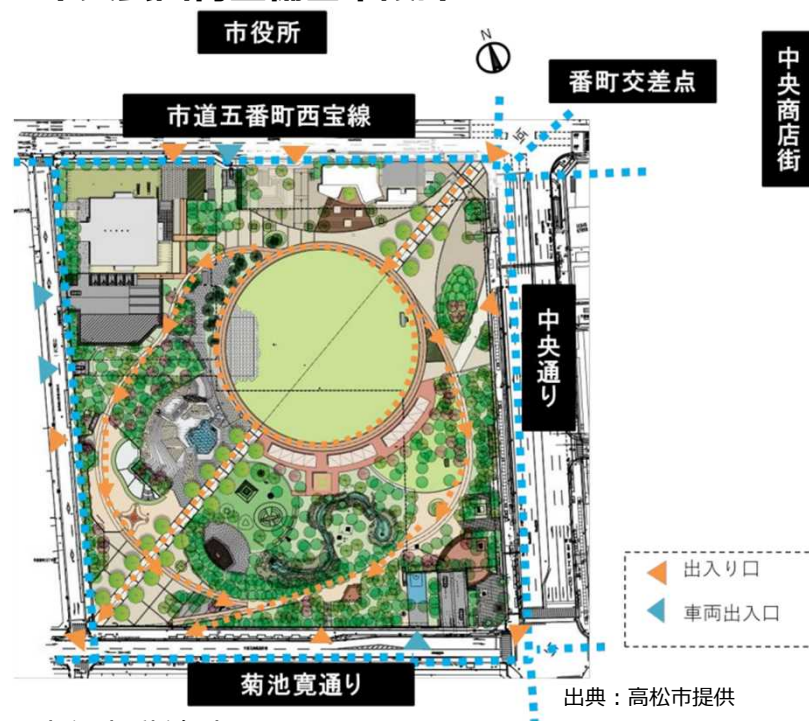 市役所
N
番町交差点
中央商店街
市道五番町西宝線
中央通り
出入り口
車両出入口
菊池寛通り
出典：高松市提供